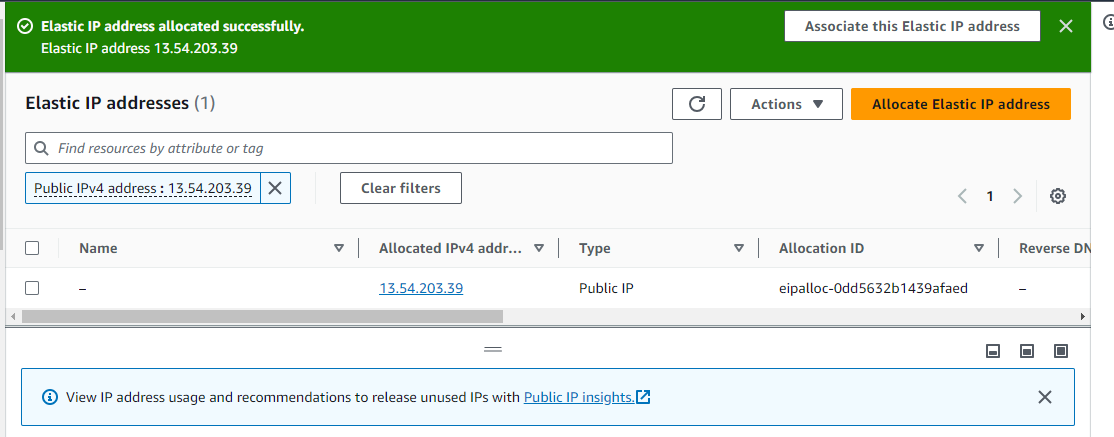 Elastic IP address allocated successfully.
Elastic IP address 13.54.203.39
Associate this Elastic IP address
Elastic IP addresses (1)
Actions
Allocate Elastic IP address
Find resources by attribute or tag
Public IPv4 address : 13.54.203.39
Clear filters
1
Name
Allocated IPv4 addr...
Type
Allocation ID
Reverse DN
–
13.54.203.39
Public IP
eipalloc-0dd5632b1439afaed
–
View IP address usage and recommendations to release unused IPs with Public IP insights.